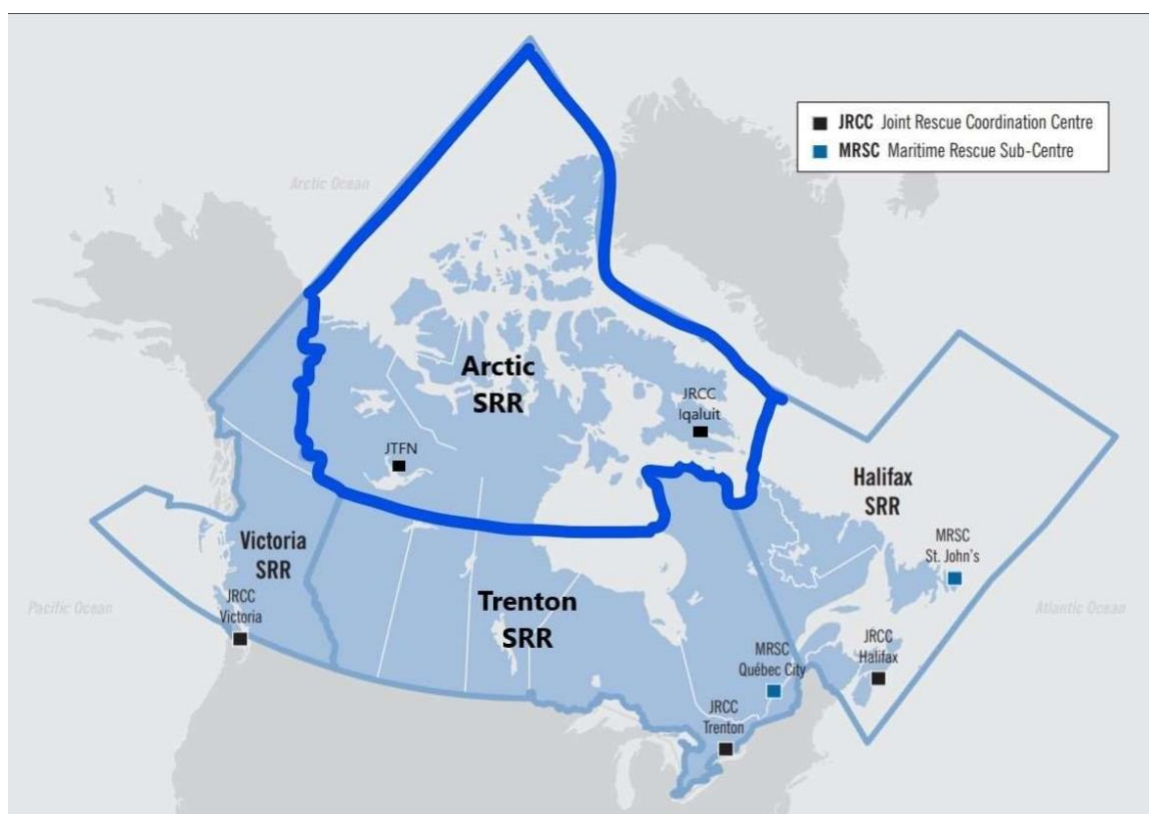 JRCC Joint Rescue Coordination Centre
MRSC Maritime Rescue Sub-Centre
Arctic Ocean
Arctic
SRR
JRCC
Iqaluit
JTFN
Halifax
SRR
Victoria
SRR
MRSC
St. John's
JRCC
Victoria
Trenton
SRR
Pacific Ocean
Atlantic Ocean
JRCC
Halifax
MRSC
Québec City
JRCC
Trenton